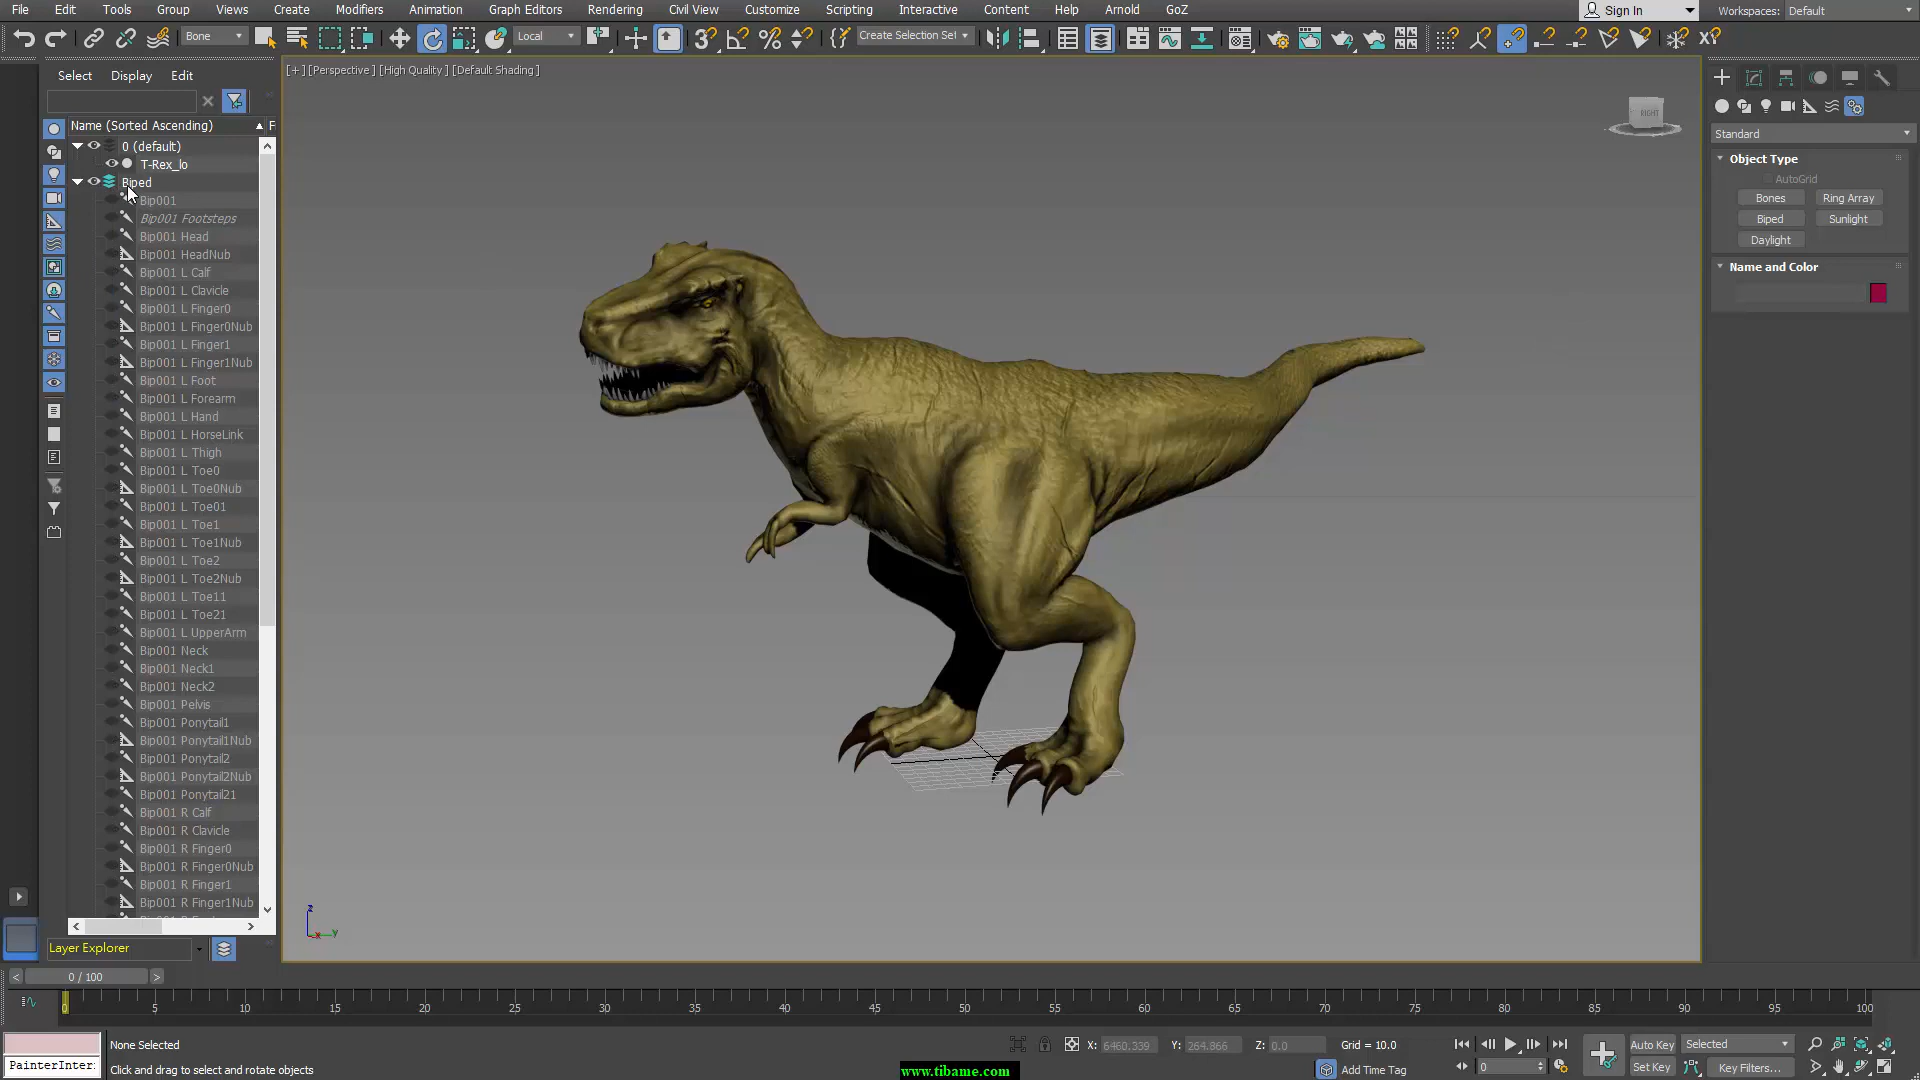 File Edit Tools Group Views Create Modifiers Animation Graph Editors Rendering Civil View Customize Scripting Interactive Content Help Arnold GoZ Sign In Workspaces: Default
Bone Local Create Selection Set
Select Display Edit
[+] [Perspective] [High Quality] [Default Shading]
RIGHT
Name (Sorted Ascending) F
0 (default)
T-Rex_lo
Biped
Bip001
Bip001 Footsteps
Bip001 Head
Bip001 HeadNub
Bip001 L Calf
Bip001 L Clavicle
Bip001 L Finger0
Bip001 L Finger0Nub
Bip001 L Finger1
Bip001 L Finger1Nub
Bip001 L Foot
Bip001 L Forearm
Bip001 L Hand
Bip001 L HorseLink
Bip001 L Thigh
Bip001 L Toe0
Bip001 L Toe0Nub
Bip001 L Toe01
Bip001 L Toe1
Bip001 L Toe1Nub
Bip001 L Toe2
Bip001 L Toe2Nub
Bip001 L Toe11
Bip001 L Toe21
Bip001 L UpperArm
Bip001 Neck
Bip001 Neck1
Bip001 Neck2
Bip001 Pelvis
Bip001 Ponytail1
Bip001 Ponytail1Nub
Bip001 Ponytail2
Bip001 Ponytail2Nub
Bip001 Ponytail21
Bip001 R Calf
Bip001 R Clavicle
Bip001 R Finger0
Bip001 R Finger0Nub
Bip001 R Finger1
Bip001 R Finger1Nub
Layer Explorer
Standard
Object Type
AutoGrid
Bones Ring Array
Biped Sunlight
Daylight
Name and Color
z
x y
0 / 100
0 5 10 15 20 25 30 35 40 45 50 55 60 65 70 75 80 85 90 95 100
None Selected X: 6460.339 Y: 264.866 Z: 0.0 Grid = 10.0 Auto Key Selected
PainterInter: Click and drag to select and rotate objects www.tibame.com Add Time Tag 0 Set Key Key Filters...